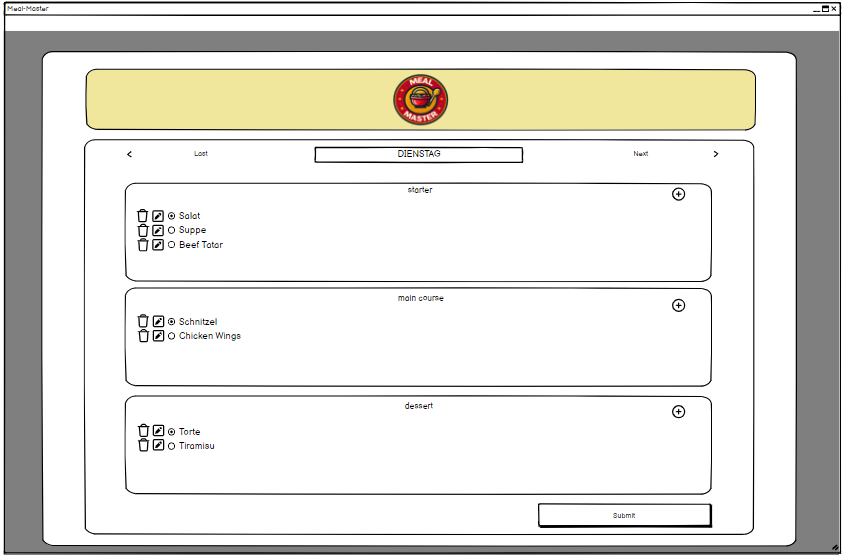 Meal-Master
MEAL
MASTER
< Last DIENSTAG Next >
starter
Salat
Suppe
Beef Tatar
main course
Schnitzel
Chicken Wings
dessert
Torte
Tiramisu
Submit